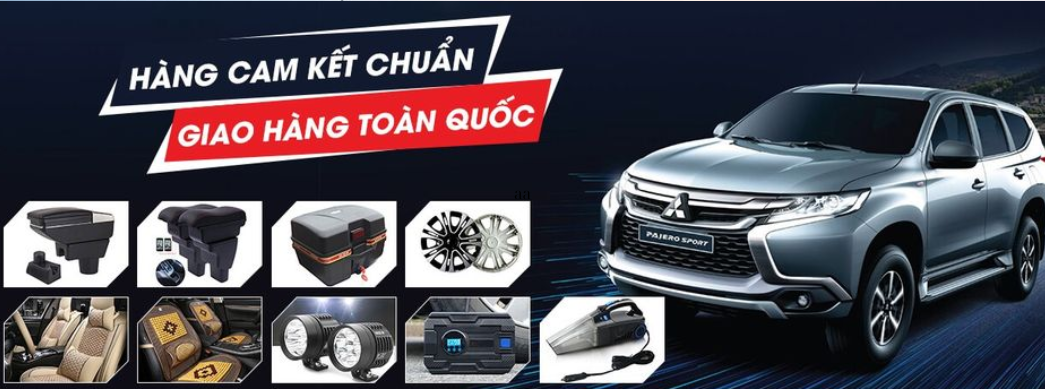 HÀNG CAM KẾT CHUẨN
GIAO HÀNG TOÀN QUỐC
PAJERO SPORT